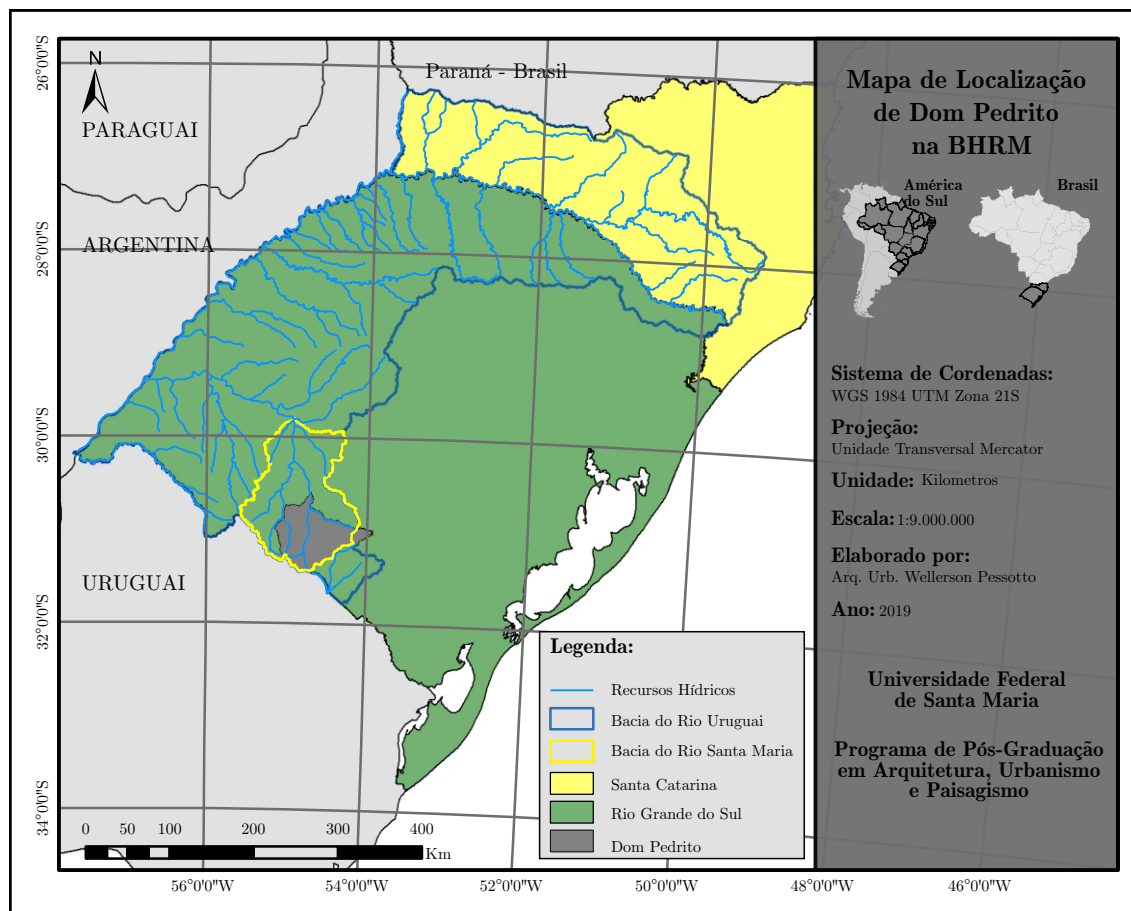 Mapa de Localização
de Dom Pedrito
na BHRM
América
do Sul
Brasil
Sistema de Cordenadas:
WGS 1984 UTM Zona 21S
Projeção:
Unidade Transversal Mercator
Unidade: Kilometros
Escala: 1:9.000.000
Elaborado por:
Arq. Urb. Wellerson Pessotto
Ano: 2019
Universidade Federal
de Santa Maria
Programa de Pós-Graduação
em Arquitetura, Urbanismo
e Paisagismo
N
Paraná - Brasil
PARAGUAI
ARGENTINA
URUGUAI
26°0'0"S
28°0'0"S
30°0'0"S
32°0'0"S
34°0'0"S
Legenda:
Recursos Hídricos
Bacia do Rio Uruguai
Bacia do Rio Santa Maria
Santa Catarina
Rio Grande do Sul
Dom Pedrito
0 50 100 200 300 400
Km
56°0'0"W 54°0'0"W 52°0'0"W 50°0'0"W 48°0'0"W 46°0'0"W